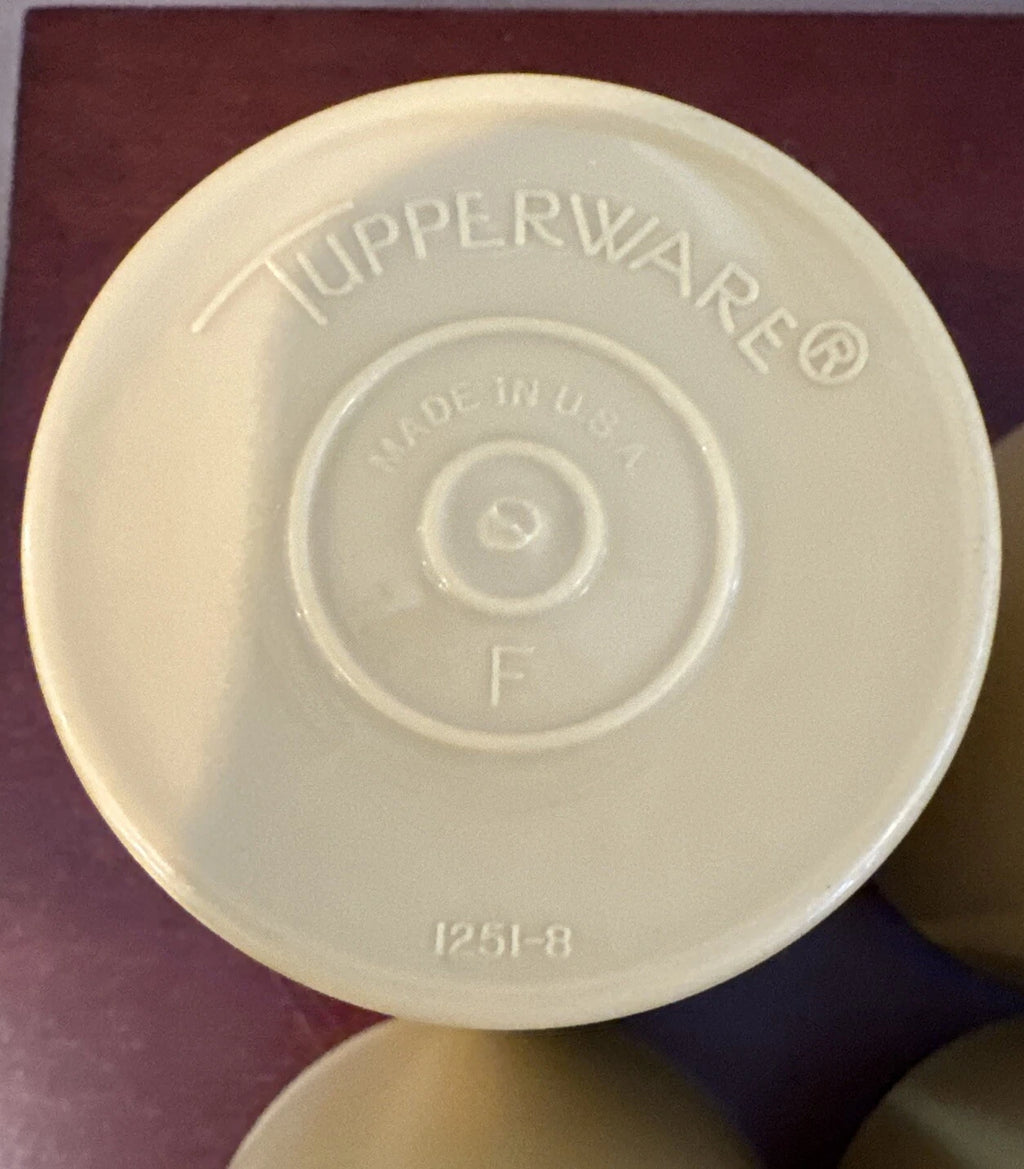 TUPPERWARE®
MADE IN U.S.A
F
1251-8